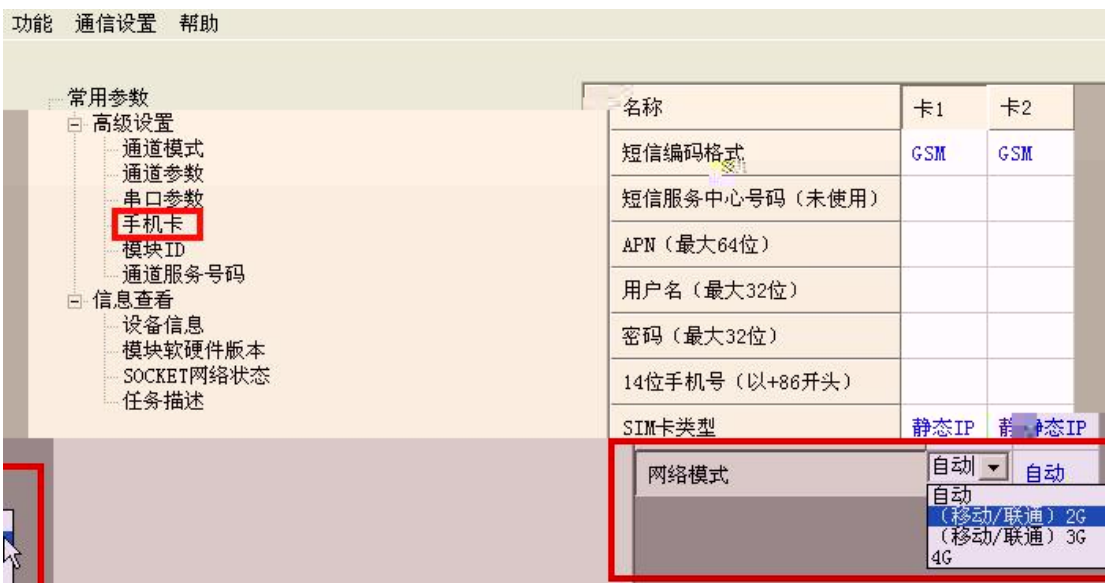 功能 通信设置 帮助
常用参数
高级设置
通道模式
通道参数
串口参数
手机卡
模块ID
通道服务号码
信息查看
设备信息
模块软硬件版本
SOCKET网络状态
任务描述
名称 卡1 卡2
短信编码格式 GSM GSM
短信服务中心号码（未使用）
APN（最大64位）
用户名（最大32位）
密码（最大32位）
14位手机号（以+86开头）
SIM卡类型 静态IP 静态IP
网络模式 自动 自动
自动
（移动/联通）2G
（移动/联通）3G
4G